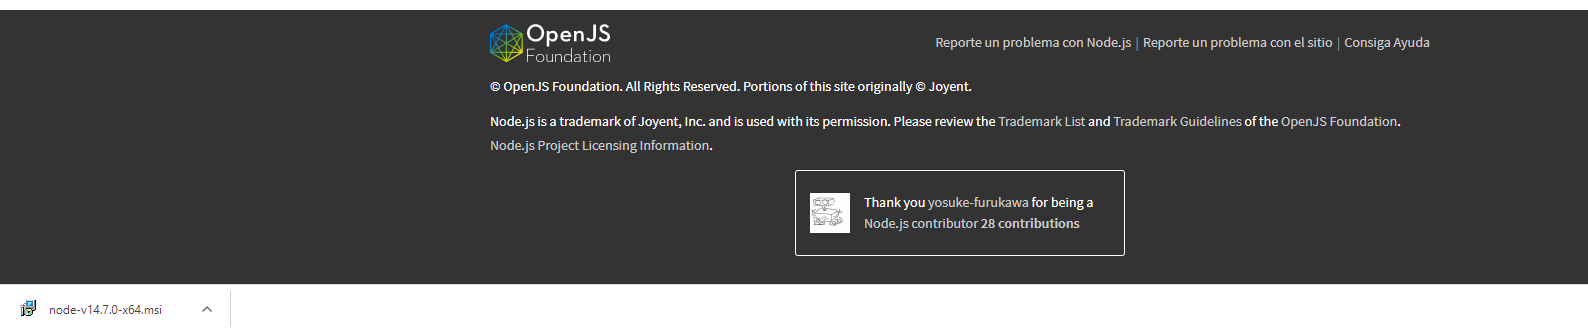 OpenJS
Foundation
Reporte un problema con Node.js | Reporte un problema con el sitio | Consiga Ayuda
© OpenJS Foundation. All Rights Reserved. Portions of this site originally © Joyent.
Node.js is a trademark of Joyent, Inc. and is used with its permission. Please review the Trademark List and Trademark Guidelines of the OpenJS Foundation.
Node.js Project Licensing Information.
Thank you yosuke-furukawa for being a
Node.js contributor 28 contributions
node-v14.7.0-x64.msi